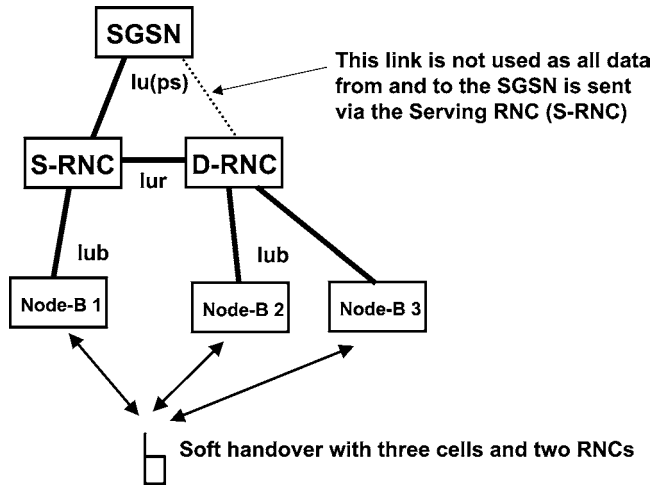 SGSN
Iu(ps)
This link is not used as all data
from and to the SGSN is sent
via the Serving RNC (S-RNC)
S-RNC
D-RNC
Iur
Iub
Iub
Node-B 1
Node-B 2
Node-B 3
Soft handover with three cells and two RNCs